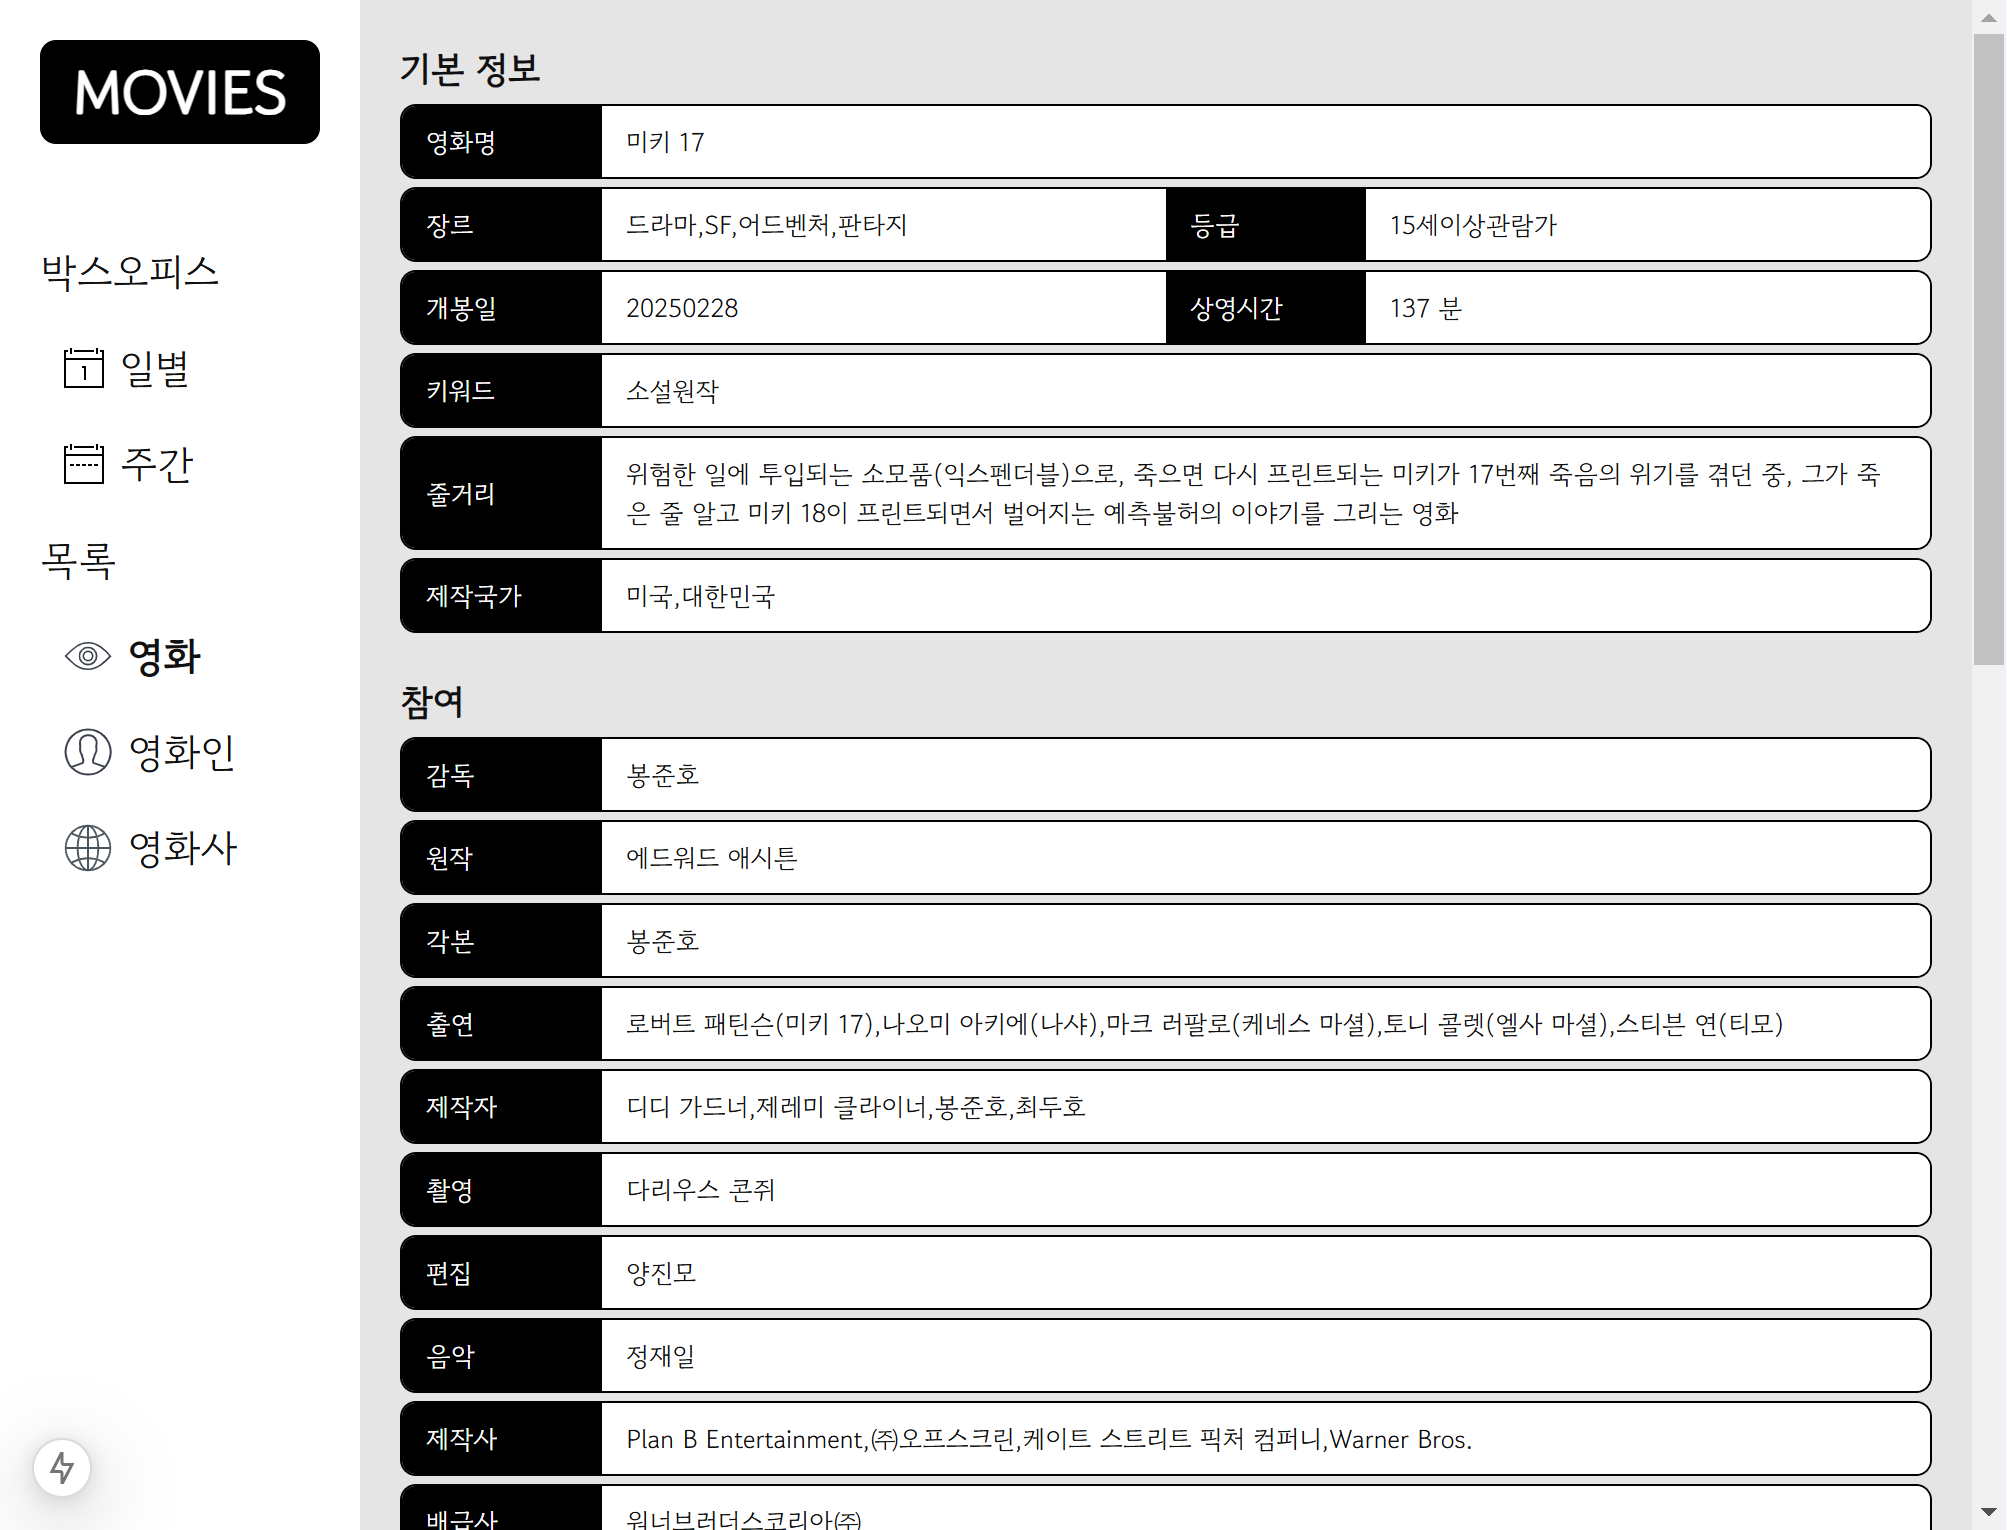 MOVIES
박스오피스
1
일별
주간
목록
영화
영화인
영화사
기본 정보
영화명 미키 17
장르 드라마,SF,어드벤처,판타지 등급 15세이상관람가
개봉일 20250228 상영시간 137 분
키워드 소설원작
줄거리 위험한 일에 투입되는 소모품(익스펜더블)으로, 죽으면 다시 프린트되는 미키가 17번째 죽음의 위기를 겪던 중, 그가 죽
은 줄 알고 미키 18이 프린트되면서 벌어지는 예측불허의 이야기를 그리는 영화
제작국가 미국,대한민국
참여
감독 봉준호
원작 에드워드 애시튼
각본 봉준호
출연 로버트 패틴슨(미키 17),나오미 아키에(나샤),마크 러팔로(케네스 마셜),토니 콜렛(엘사 마셜),스티븐 연(티모)
제작자 디디 가드너,제레미 클라이너,봉준호,최두호
촬영 다리우스 콘쥐
편집 양진모
음악 정재일
제작사 Plan B Entertainment,㈜오프스크린,케이트 스트리트 픽처 컴퍼니,Warner Bros.
배급사 워너브러더스코리아㈜